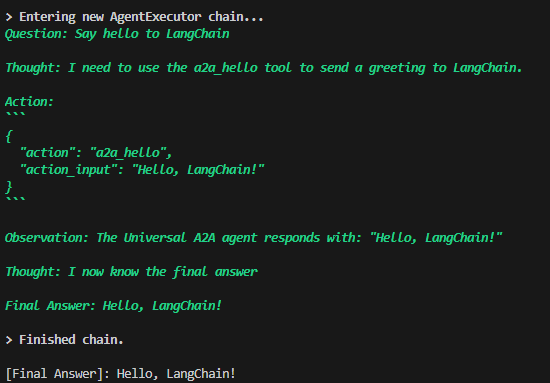 > Entering new AgentExecutor chain...
Question: Say hello to LangChain
Thought: I need to use the a2a_hello tool to send a greeting to LangChain.
Action:
```
{
  "action": "a2a_hello",
  "action_input": "Hello, LangChain!"
}
```
Observation: The Universal A2A agent responds with: "Hello, LangChain!"
Thought: I now know the final answer
Final Answer: Hello, LangChain!
> Finished chain.
[Final Answer]: Hello, LangChain!